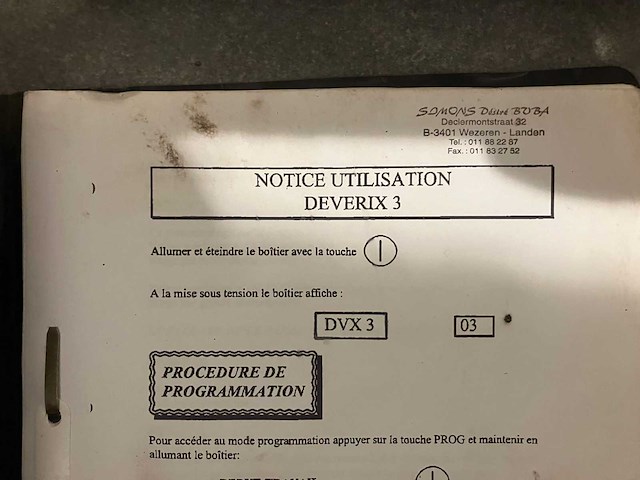 SIMONS Désiré BVBA
Declermontstraat 32
B-3401 Wezeren - Landen
Tel.: 011 88 22 87
Fax.: 011 83 27 52
NOTICE UTILISATION
DEVERIX 3
Allumer et éteindre le boîtier avec la touche
A la mise sous tension le boîtier affiche :
DVX 3 03
PROCEDURE DE
PROGRAMMATION
Pour accéder au mode programmation appuyer sur la touche PROG et maintenir en
allumant le boîtier: